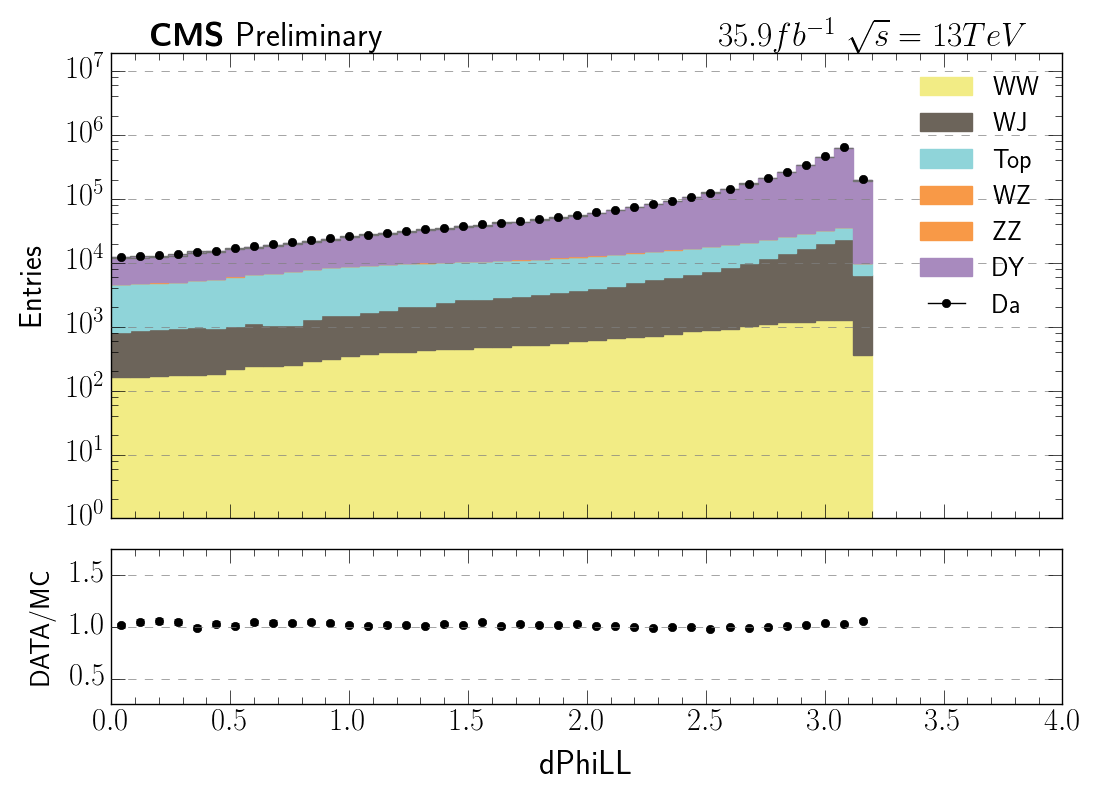 CMS Preliminary 35.9fb⁻¹ √s = 13TeV
10⁷
10⁶
10⁵
10⁴
10³
10²
10¹
10⁰
Entries
WW
WJ
Top
WZ
ZZ
DY
Da
1.5
1.0
0.5
DATA/MC
0.0 0.5 1.0 1.5 2.0 2.5 3.0 3.5 4.0
dPhiLL